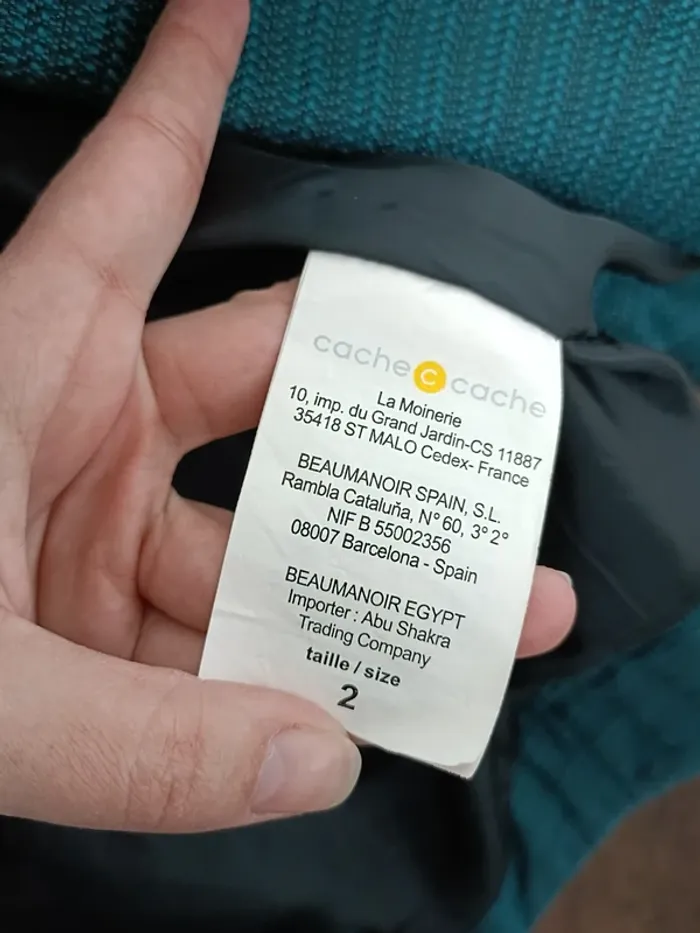 cache c cache
La Moinerie
10, imp. du Grand Jardin-CS 11887
35418 ST MALO Cedex- France
BEAUMANOIR SPAIN, S.L.
Rambla Cataluña, N° 60, 3° 2°
NIF B 55002356
08007 Barcelona - Spain
BEAUMANOIR EGYPT
Importer : Abu Shakra
Trading Company
taille / size
2